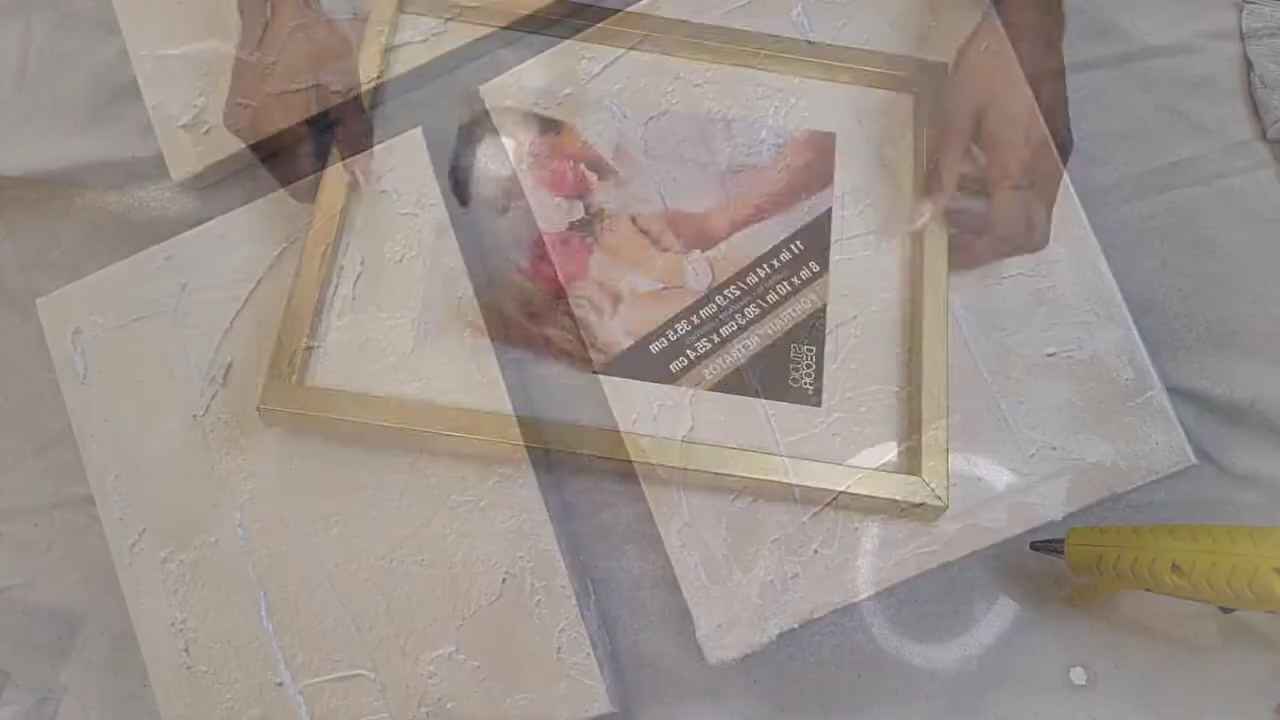 11 in x 14 in / 27.9 cm x 35.5 cm
8 in x 10 in / 20.3 cm x 25.4 cm
PORTRAIT / RETRATOS
STUDIO
DECOR